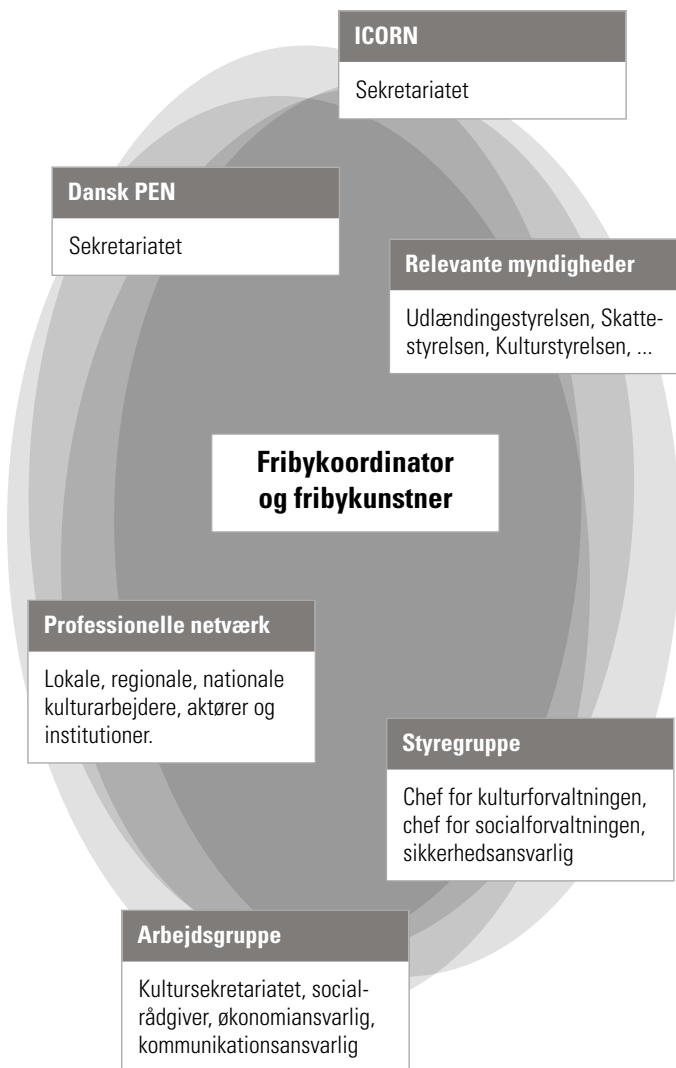 ICORN
Sekretariatet
Dansk PEN
Sekretariatet
Relevante myndigheder
Udlændingestyrelsen, Skatte-
styrelsen, Kulturstyrelsen, ...
Fribykoordinator
og fribykunstner
Professionelle netværk
Lokale, regionale, nationale
kulturarbejdere, aktører og
institutioner.
Styregruppe
Chef for kulturforvaltningen,
chef for socialforvaltningen,
sikkerhedsansvarlig
Arbejdsgruppe
Kultursekretariatet, social-
rådgiver, økonomiansvarlig,
kommunikationsansvarlig